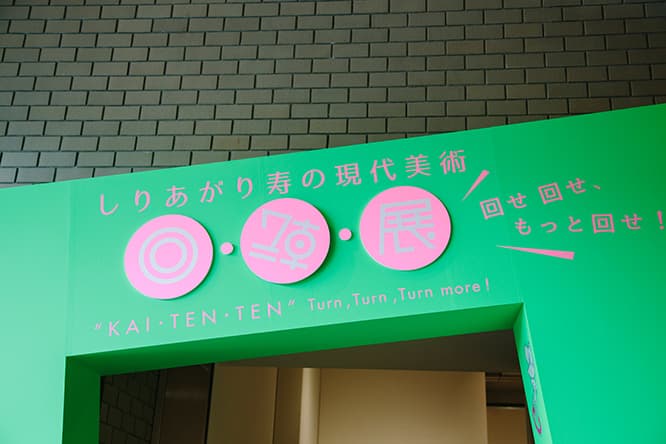 しりあがり寿の現代美術
回・転・展
"KAI・TEN・TEN" Turn,Turn,Turn more!
回せ 回せ、
もっと回せ!